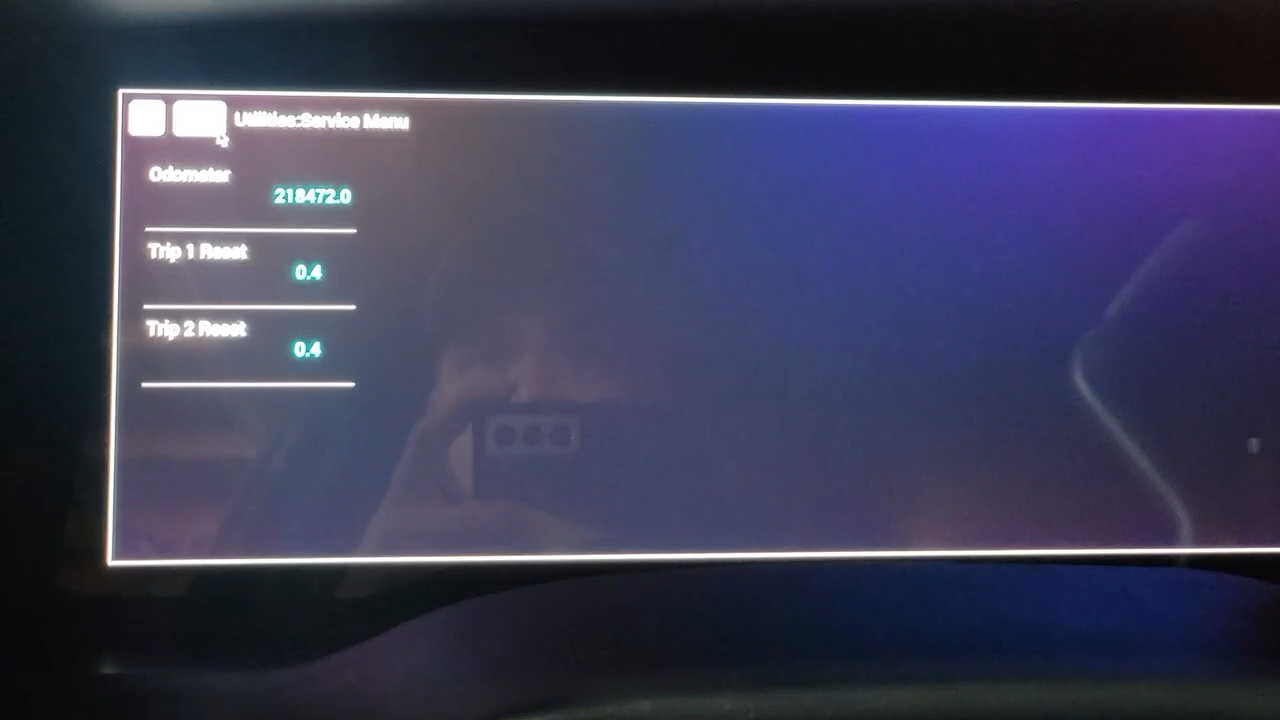 Utilities:Service Menu
Odometer
218472.0
Trip 1 Reset
0.4
Trip 2 Reset
0.4